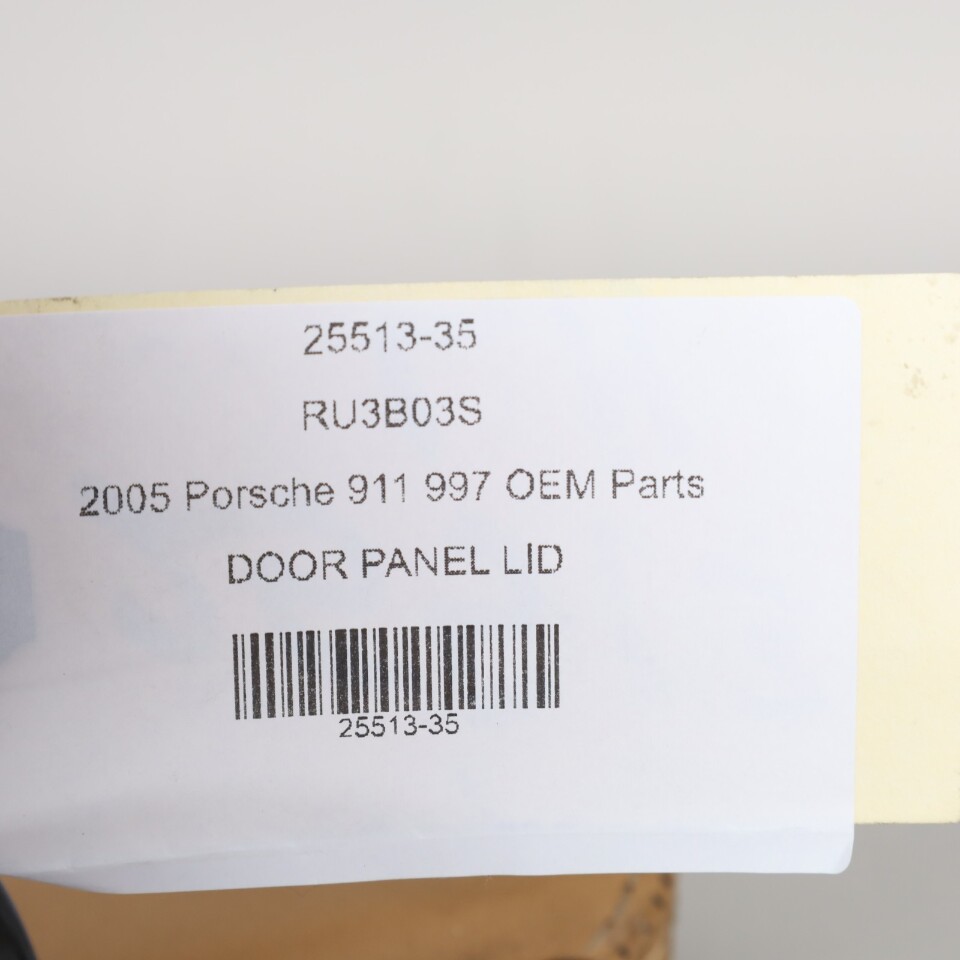 25513-35
RU3B03S
2005 Porsche 911 997 OEM Parts
DOOR PANEL LID
25513-35